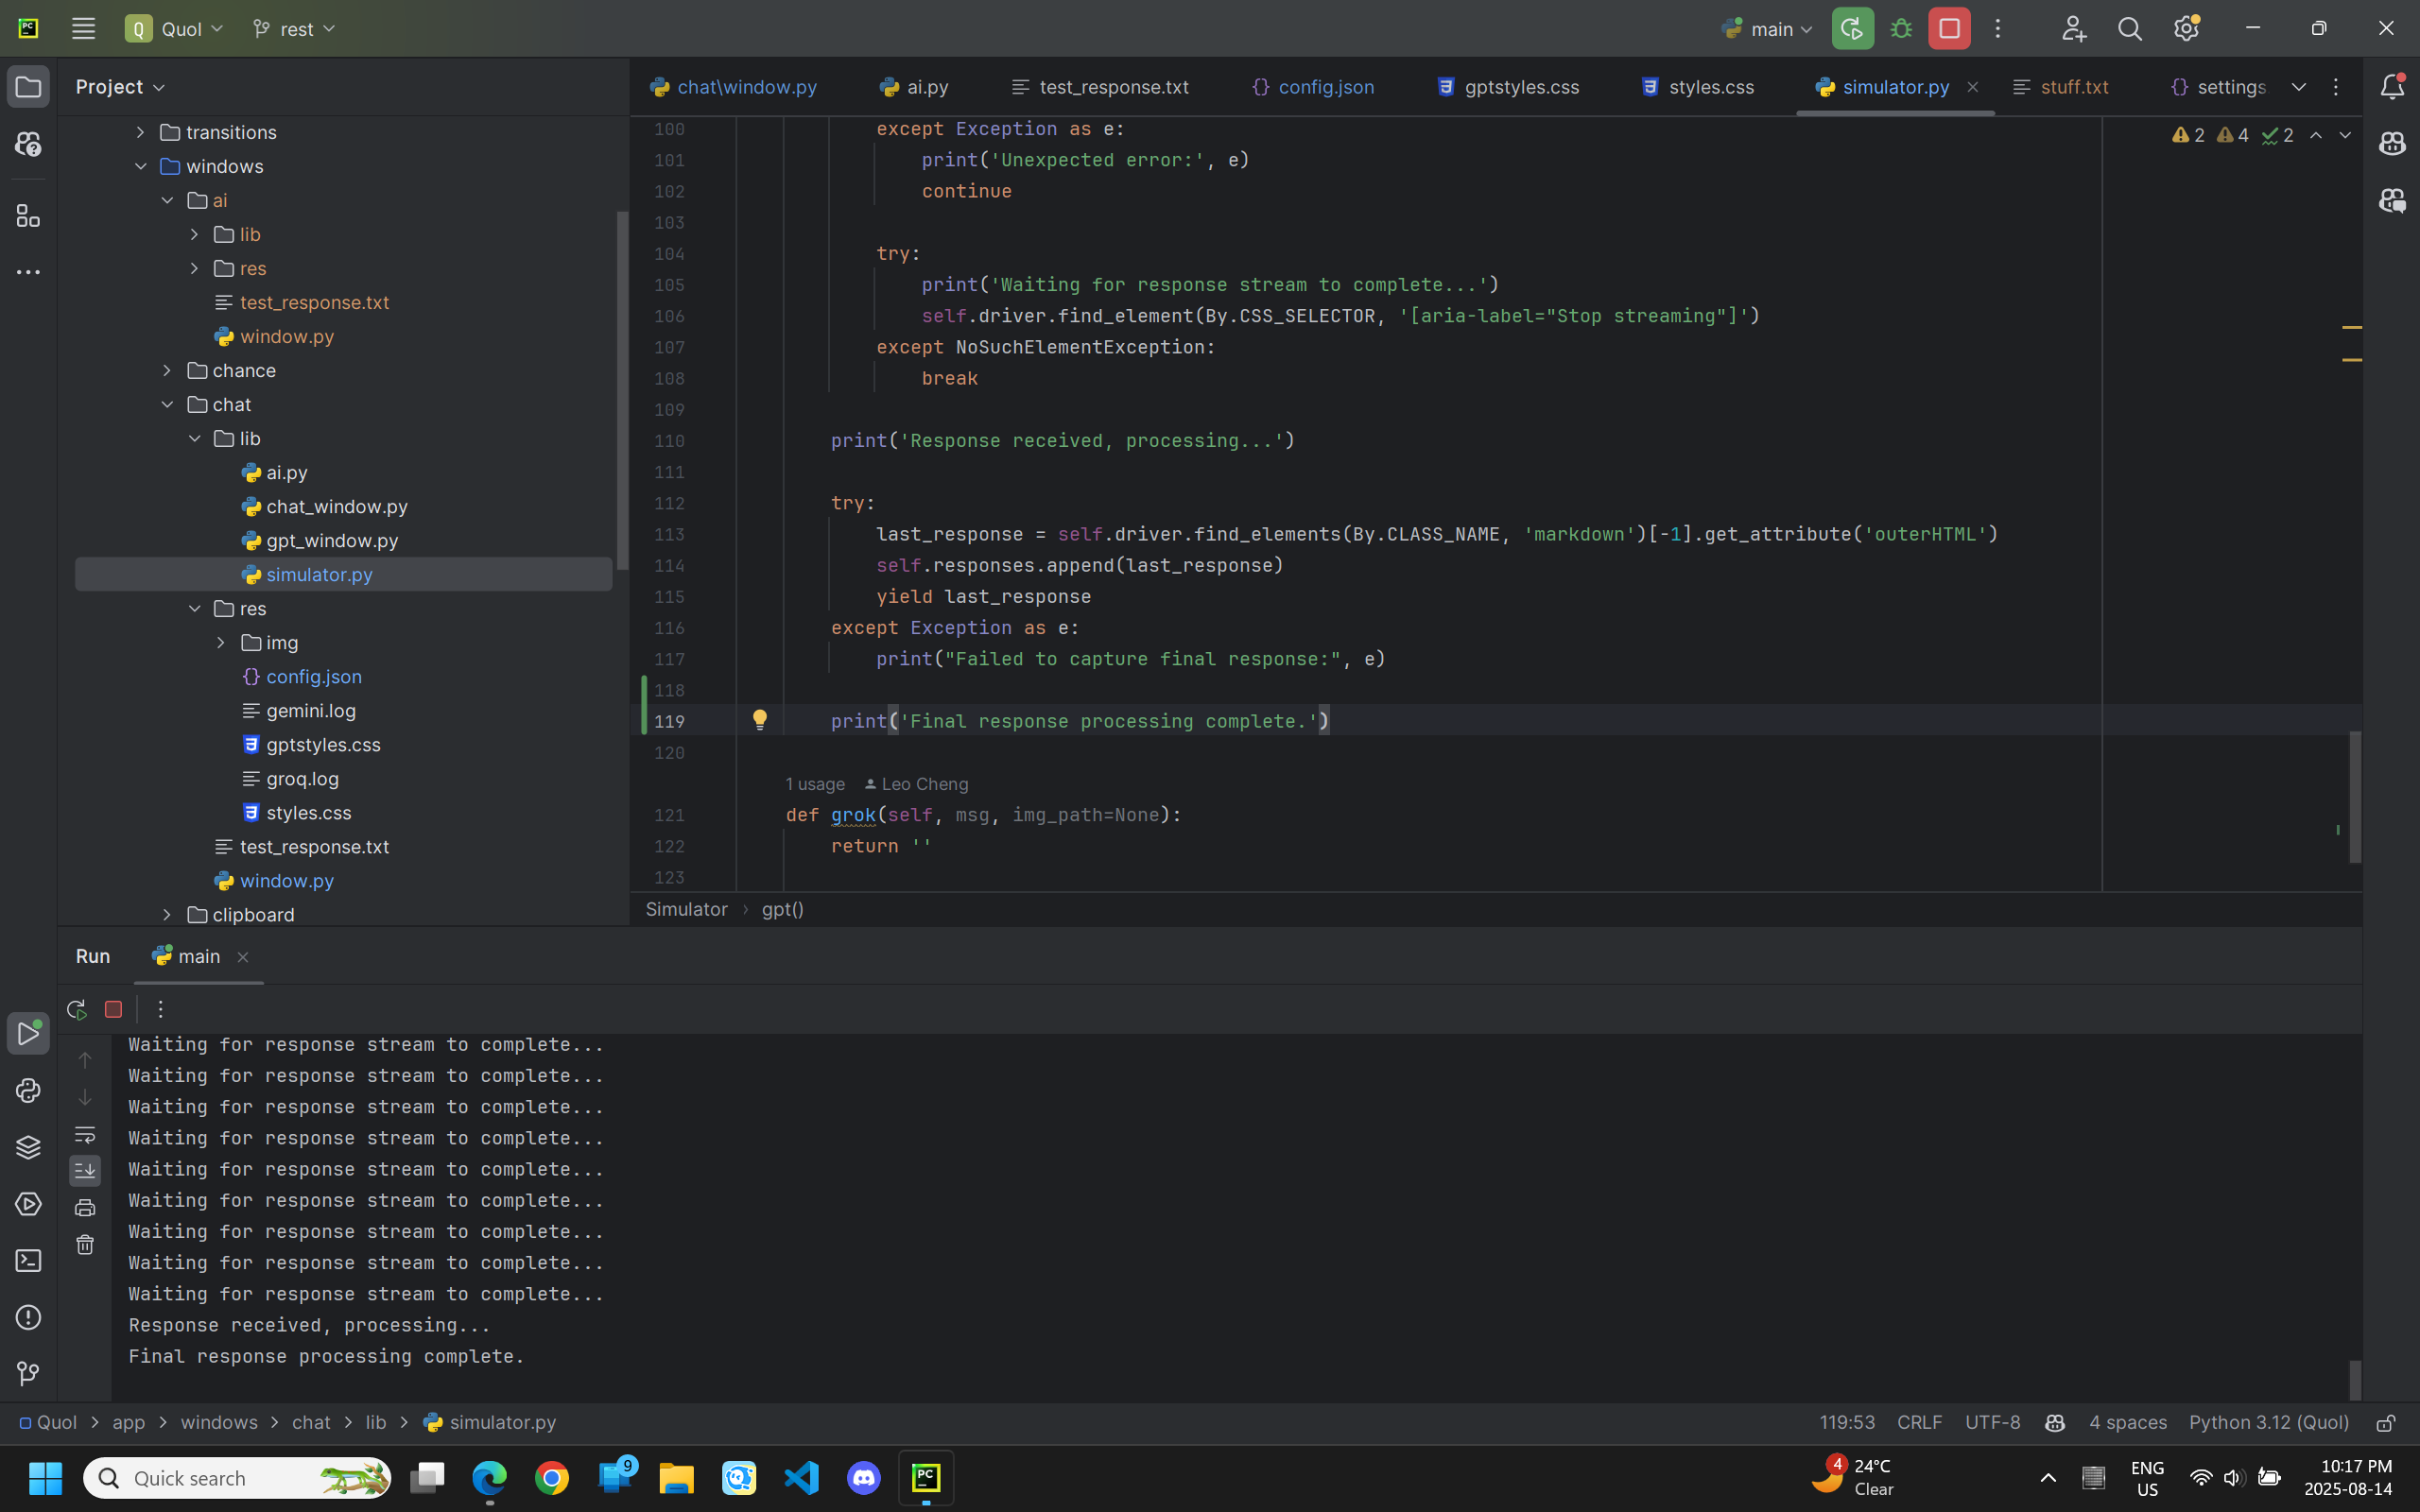 PC
Q Quol
rest
main
Project
chat\window.py
ai.py
test_response.txt
config.json
gptstyles.css
styles.css
simulator.py
stuff.txt
settings
transitions
windows
ai
lib
res
test_response.txt
window.py
chance
chat
lib
ai.py
chat_window.py
gpt_window.py
simulator.py
res
img
config.json
gemini.log
gptstyles.css
groq.log
styles.css
test_response.txt
window.py
clipboard
2 4 2
100 except Exception as e:
101 print('Unexpected error:', e)
102 continue
103
104 try:
105 print('Waiting for response stream to complete...')
106 self.driver.find_element(By.CSS_SELECTOR, '[aria-label="Stop streaming"]')
107 except NoSuchElementException:
108 break
109
110 print('Response received, processing...')
111
112 try:
113 last_response = self.driver.find_elements(By.CLASS_NAME, 'markdown')[-1].get_attribute('outerHTML')
114 self.responses.append(last_response)
115 yield last_response
116 except Exception as e:
117 print("Failed to capture final response:", e)
118
119 print('Final response processing complete.')
120
1 usage Leo Cheng
121 def grok(self, msg, img_path=None):
122 return ''
123
Simulator › gpt()
Run
main
Waiting for response stream to complete...
Waiting for response stream to complete...
Waiting for response stream to complete...
Waiting for response stream to complete...
Waiting for response stream to complete...
Waiting for response stream to complete...
Waiting for response stream to complete...
Waiting for response stream to complete...
Waiting for response stream to complete...
Response received, processing...
Final response processing complete.
Quol > app > windows > chat > lib > simulator.py
119:53 CRLF UTF-8 4 spaces Python 3.12 (Quol)
Quick search
9
PC
4
24°C
Clear
ENG
US
10:17 PM
2025-08-14